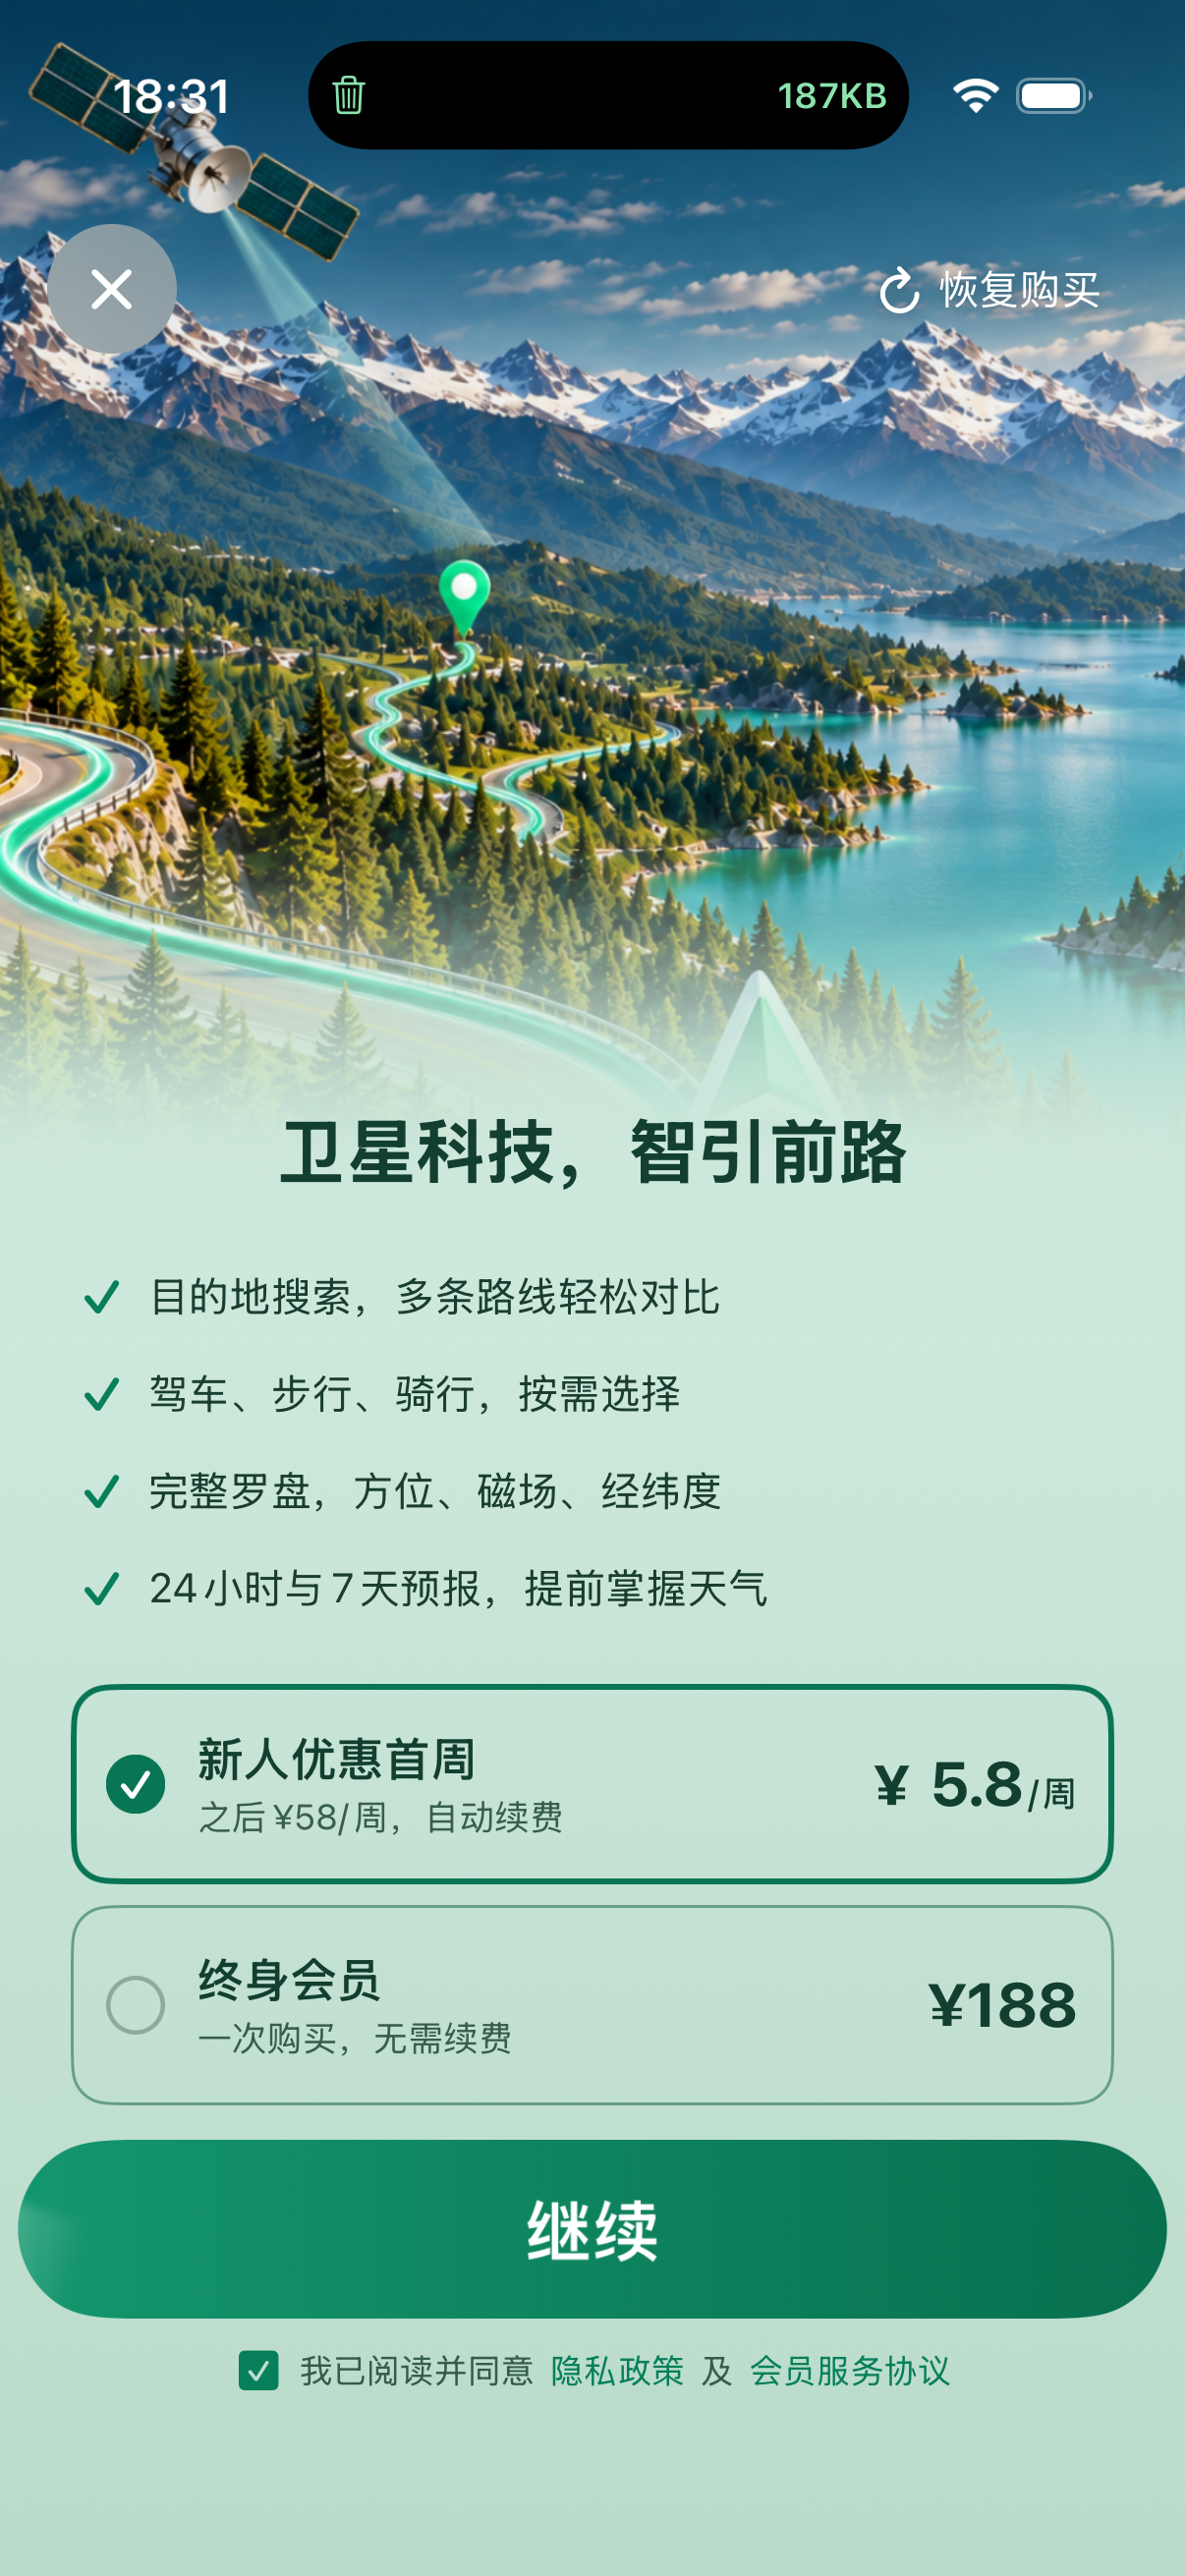 18:31
187KB
恢复购买
卫星科技，智引前路
目的地搜索，多条路线轻松对比
驾车、步行、骑行，按需选择
完整罗盘，方位、磁场、经纬度
24小时与7天预报，提前掌握天气
新人优惠首周
之后 ¥58/周，自动续费
¥ 5.8/周
终身会员
一次购买，无需续费
¥188
继续
我已阅读并同意 隐私政策 及 会员服务协议